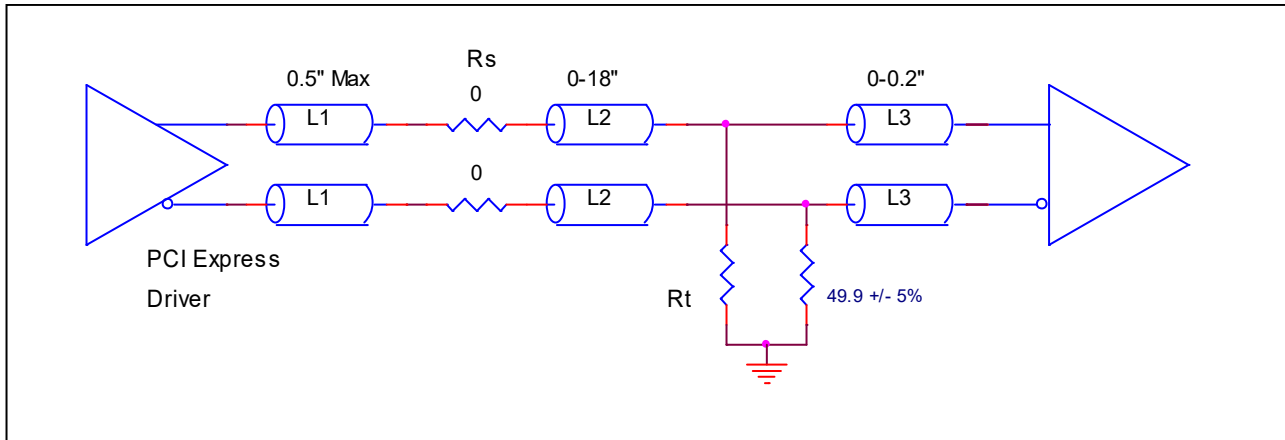 Rs
0.5" Max
0
0-18"
0-0.2"
L1
L2
L3
0
L1
L2
L3
PCI Express
Driver
Rt
49.9 +/- 5%